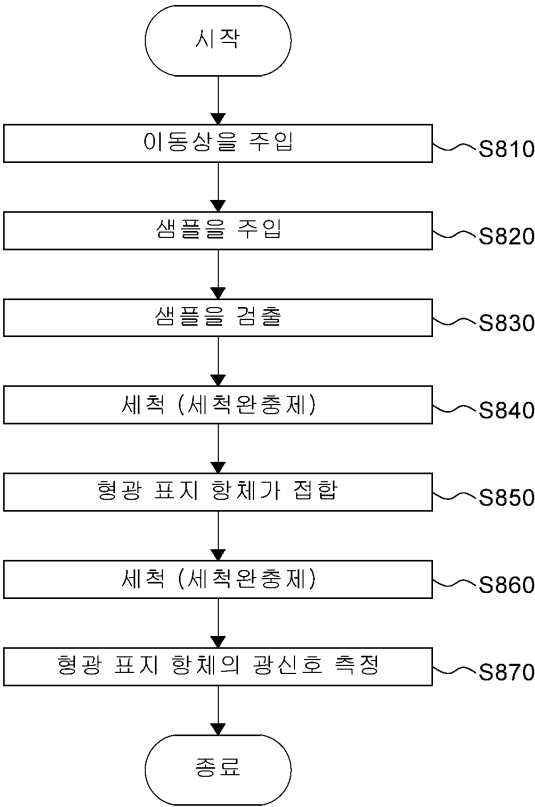 시작
이동상을 주입 S810
샘플을 주입 S820
샘플을 검출 S830
세척 (세척완충제) S840
형광 표지 항체가 접합 S850
세척 (세척완충제) S860
형광 표지 항체의 광신호 측정 S870
종료